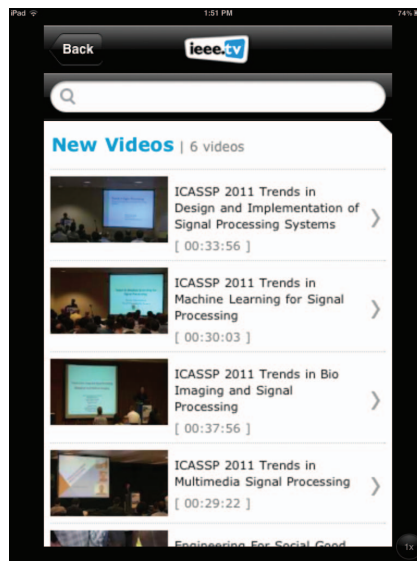 iPad 1:51 PM 74%
Back ieee.tv
New Videos | 6 videos
ICASSP 2011 Trends in
Design and Implementation of
Signal Processing Systems
[ 00:33:56 ]
ICASSP 2011 Trends in
Machine Learning for Signal
Processing
[ 00:30:03 ]
ICASSP 2011 Trends in Bio
Imaging and Signal
Processing
[ 00:37:56 ]
ICASSP 2011 Trends in
Multimedia Signal Processing
[ 00:29:22 ]
Engineering For Social Good
1x